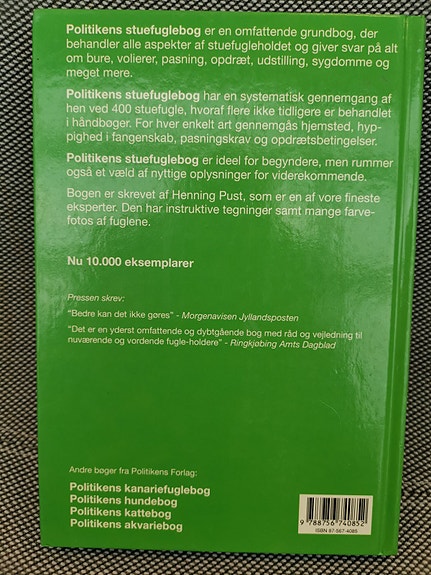 Politikens stuefuglebog er en omfattende grundbog, der
behandler alle aspekter af stuefugleholdet og giver svar på alt
om bure, volierer, pasning, opdræt, udstilling, sygdomme og
meget mere.
Politikens stuefuglebog har en systematisk gennemgang af
hen ved 400 stuefugle, hvoraf flere ikke tidligere er behandlet
i håndbøger. For hver enkelt art gennemgås hjemsted, hyp-
pighed i fangenskab, pasningskrav og opdrætsbetingelser.
Politikens stuefuglebog er ideel for begyndere, men rummer
også et væld af nyttige oplysninger for viderekommende.
Bogen er skrevet af Henning Pust, som er en af vore fineste
eksperter. Den har instruktive tegninger samt mange farve-
fotos af fuglene.
Nu 10.000 eksemplarer
Pressen skrev:
"Bedre kan det ikke gøres" - Morgenavisen Jyllandsposten
"Det er en yderst omfattende og dybtgående bog med råd og vejledning til
nuværende og vordende fugle-holdere" - Ringkjøbing Amts Dagblad
Andre bøger fra Politikens Forlag:
Politikens kanariefuglebog
Politikens hundebog
Politikens kattebog
Politikens akvariebog
9 788756 740852
ISBN 87-567-4085